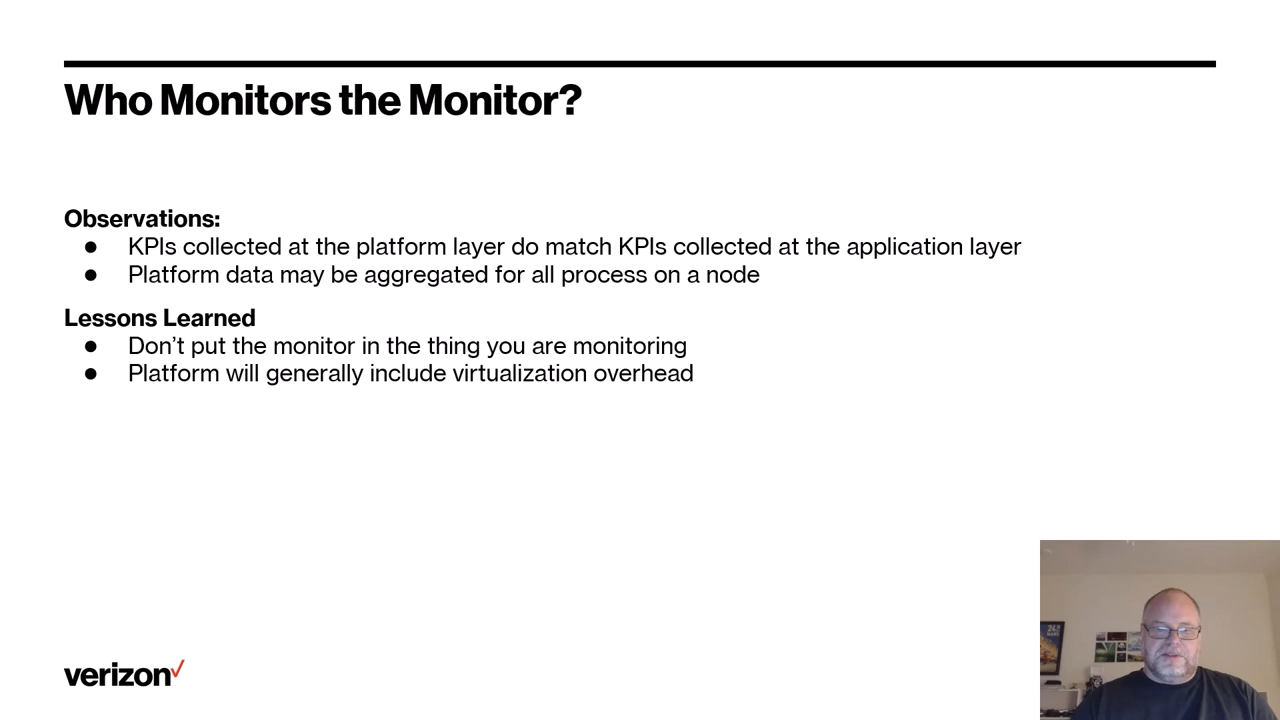 Who Monitors the Monitor?
Observations:
● KPIs collected at the platform layer do match KPIs collected at the application layer
● Platform data may be aggregated for all process on a node
Lessons Learned
● Don’t put the monitor in the thing you are monitoring
● Platform will generally include virtualization overhead
verizon✓
24